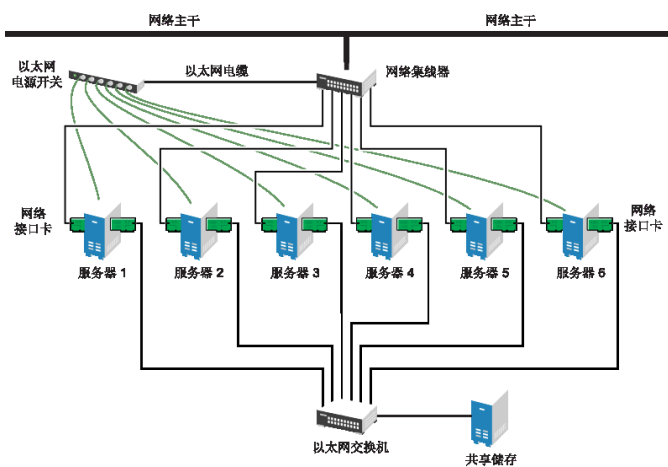 网络主干
网络主干
以太网
电源开关
以太网电缆
网络集线器
网络
接口卡
网络
接口卡
服务器 1
服务器 2
服务器 3
服务器 4
服务器 5
服务器 6
以太网交换机
共享储存